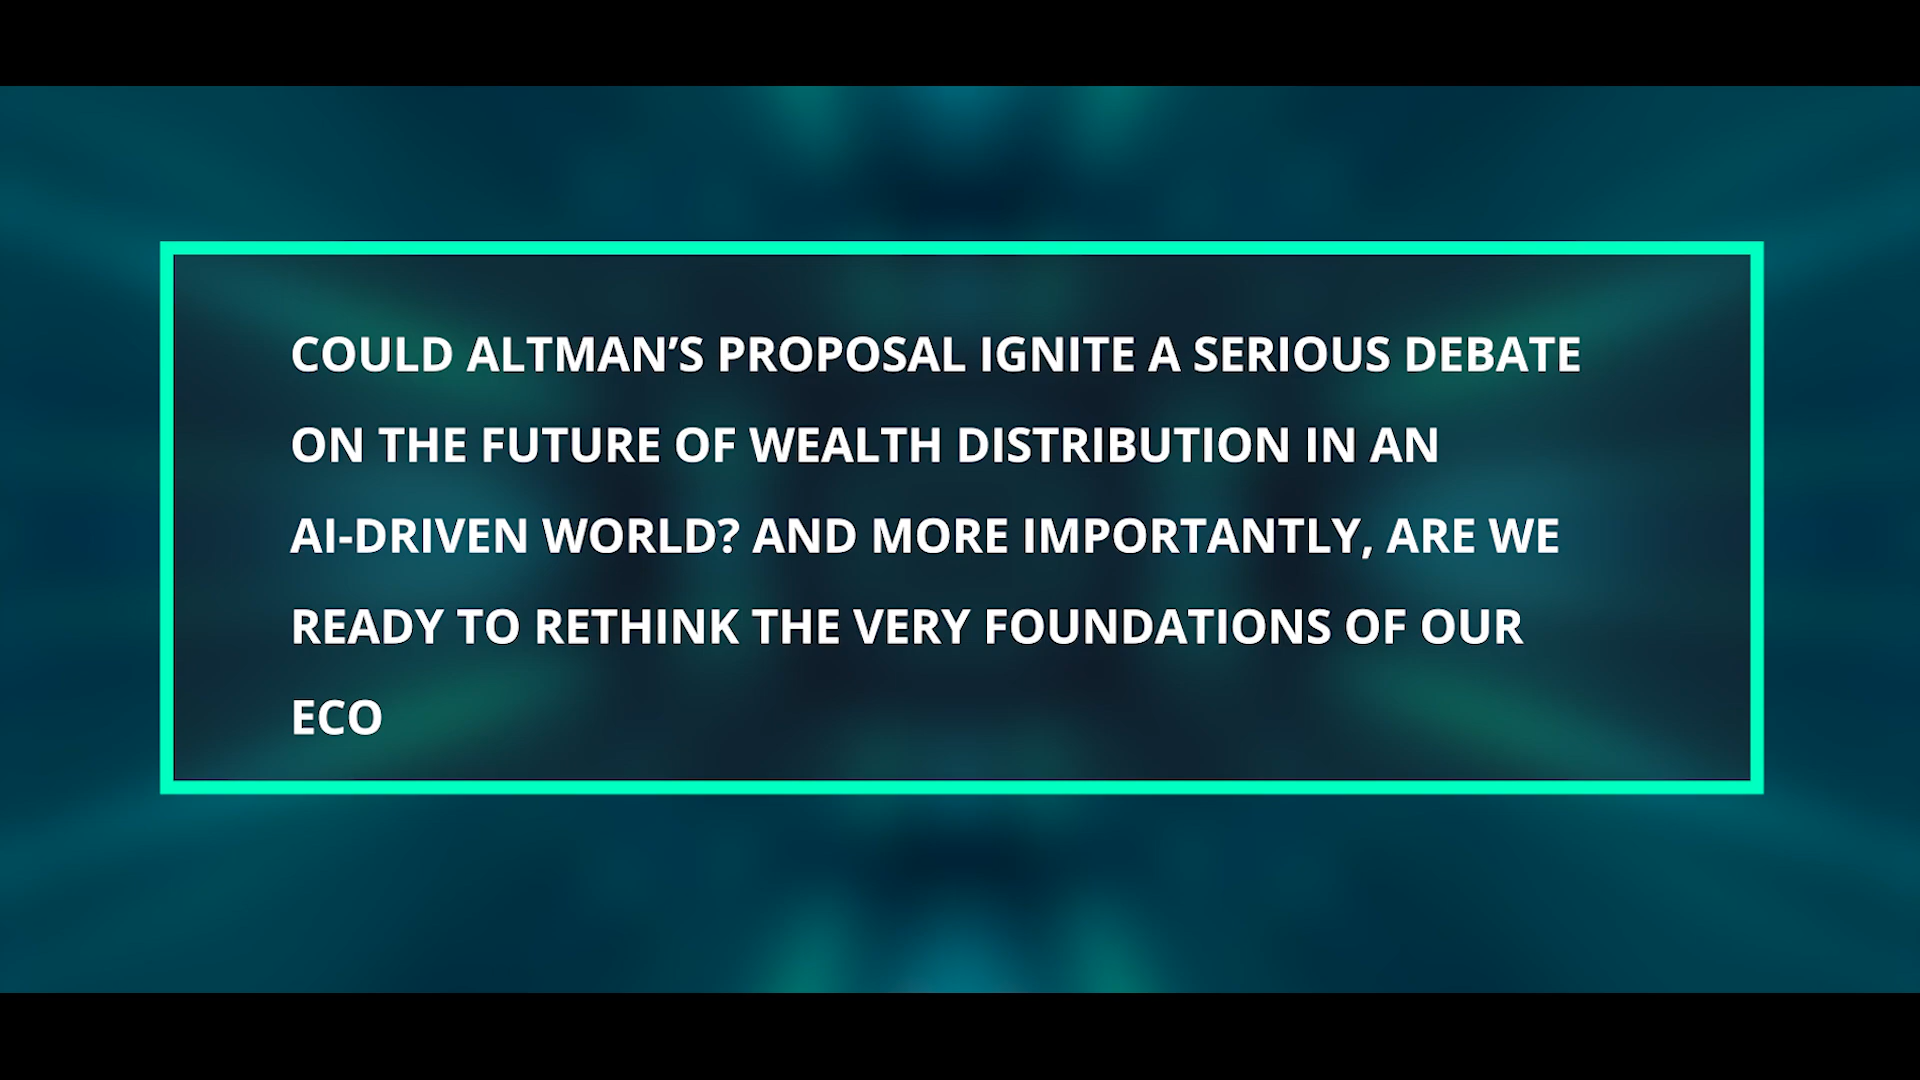 COULD ALTMAN’S PROPOSAL IGNITE A SERIOUS DEBATE
ON THE FUTURE OF WEALTH DISTRIBUTION IN AN
AI-DRIVEN WORLD? AND MORE IMPORTANTLY, ARE WE
READY TO RETHINK THE VERY FOUNDATIONS OF OUR
ECO